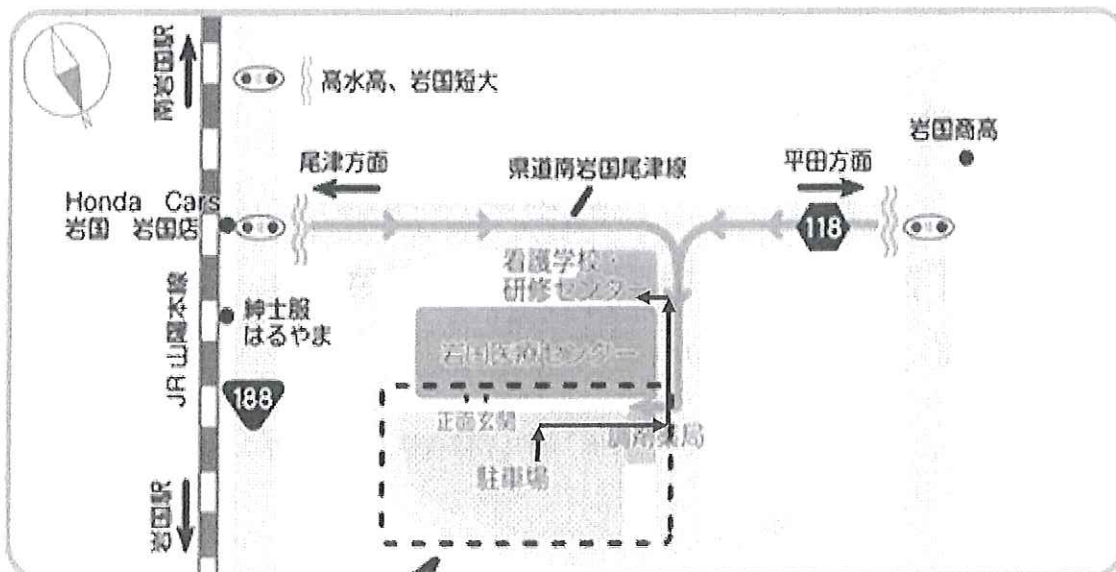 南岩国駅
高水高、岩国短大
岩国商高
尾津方面
県道南岩国尾津線
平田方面
Honda Cars
岩国 岩国店
118
看護学校・
研修センター
紳士服
はるやま
JR山陽本線
岩国医療センター
188
正面玄関
調剤薬局
駐車場
岩国駅